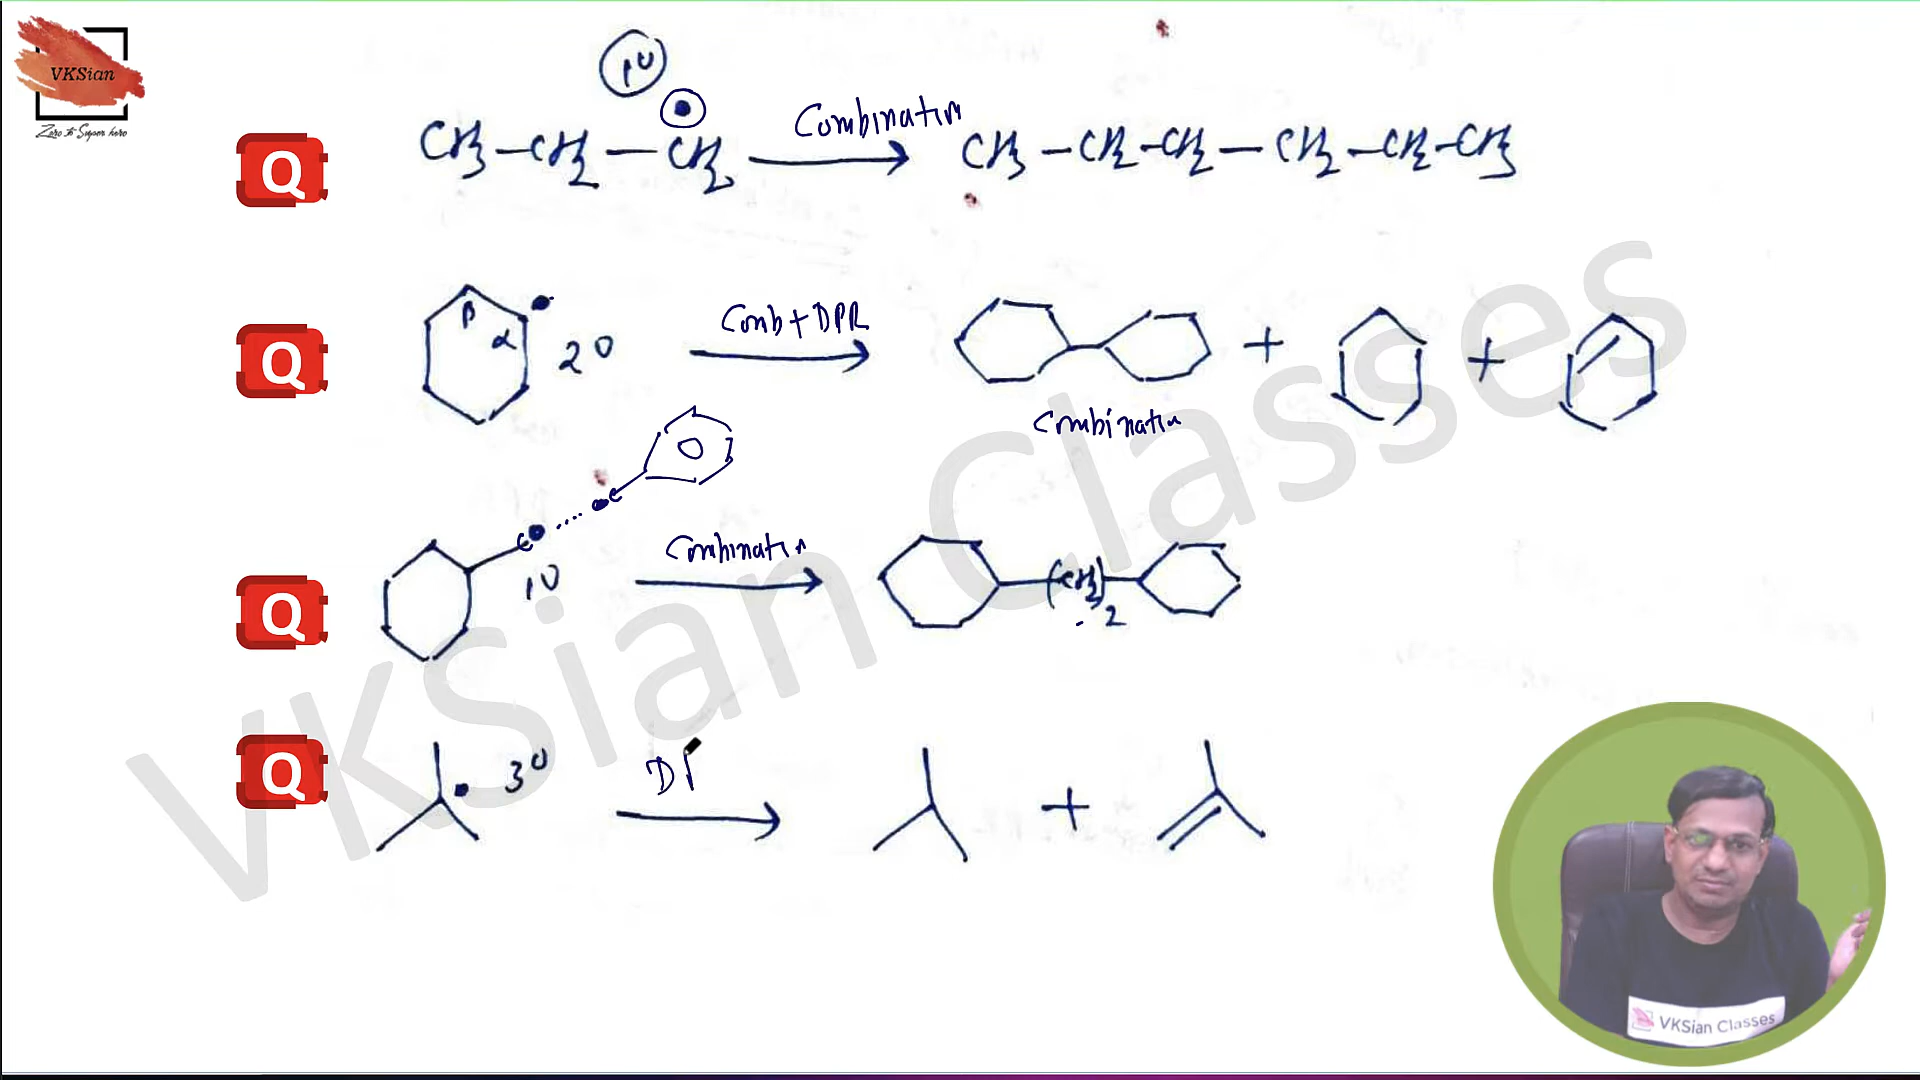 VKSian
Zero to Super hero
1°
Q CH3-CH2-CH2 Combination CH3-CH2-CH2-CH2-CH2-CH3
Q β α 2° Comb+DPR + +
Combination
Q C 1° C Combination (CH2)2
Q 3° DP +
VKSian Classes
VKSian Classes